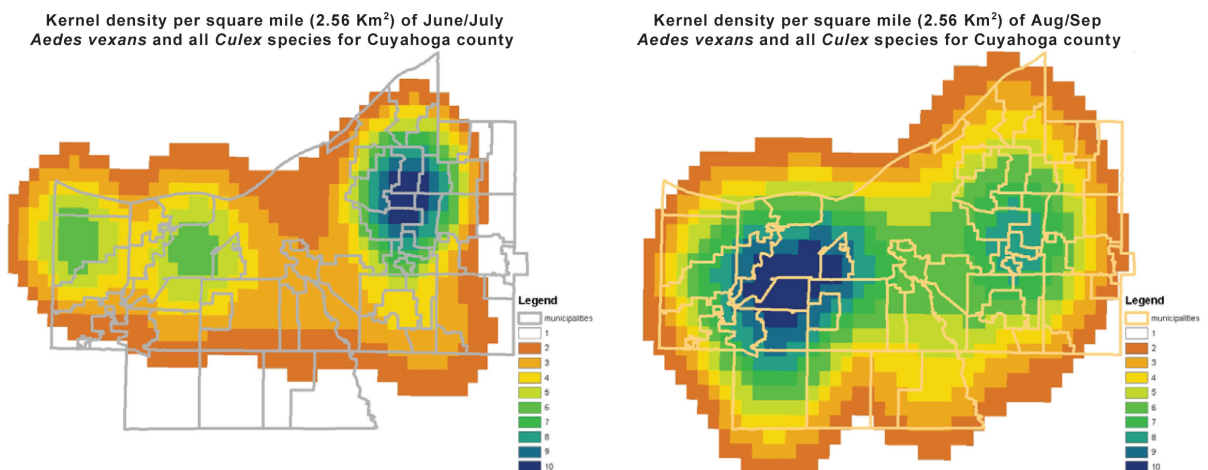 Kernel density per square mile (2.56 Km²) of June/July
Aedes vexans and all Culex species for Cuyahoga county
Legend
municipalities
1
2
3
4
5
6
7
8
9
10
Kernel density per square mile (2.56 Km²) of Aug/Sep
Aedes vexans and all Culex species for Cuyahoga county
Legend
municipalities
1
2
3
4
5
6
7
8
9
10